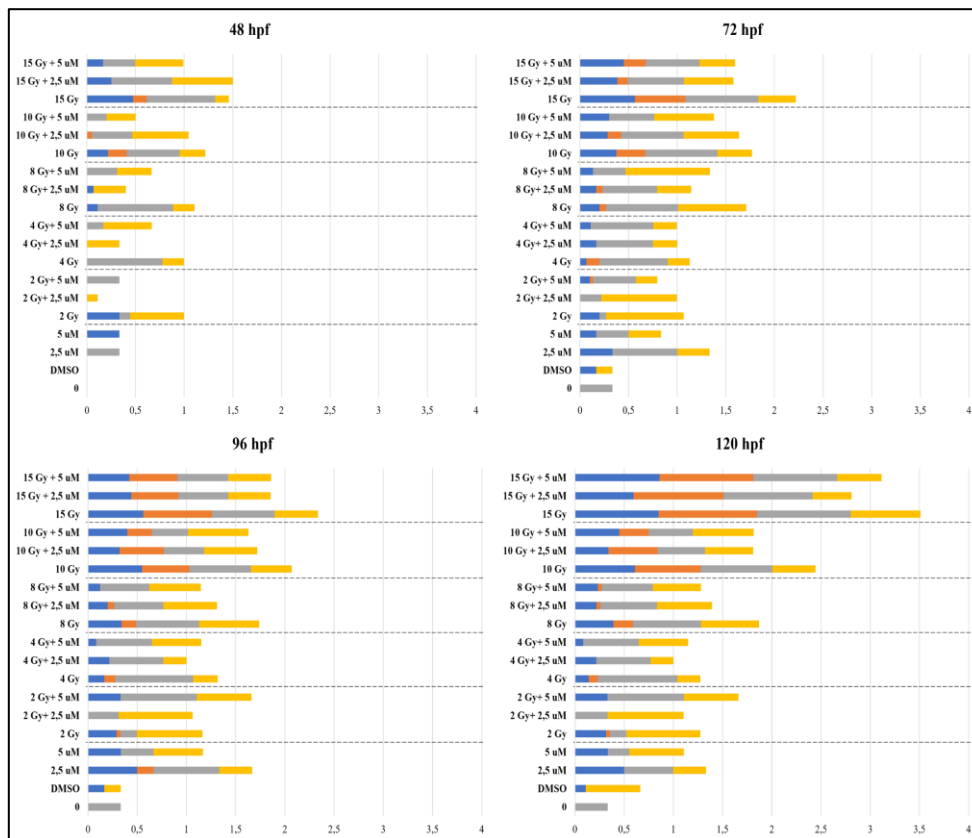 48 hpf
15 Gy + 5 uM
15 Gy + 2,5 uM
15 Gy
10 Gy + 5 uM
10 Gy + 2,5 uM
10 Gy
8 Gy+ 5 uM
8 Gy+ 2,5 uM
8 Gy
4 Gy+ 5 uM
4 Gy+ 2,5 uM
4 Gy
2 Gy+ 5 uM
2 Gy+ 2,5 uM
2 Gy
5 uM
2,5 uM
DMSO
0
0 0,5 1 1,5 2 2,5 3 3,5 4
72 hpf
15 Gy + 5 uM
15 Gy + 2,5 uM
15 Gy
10 Gy + 5 uM
10 Gy + 2,5 uM
10 Gy
8 Gy+ 5 uM
8 Gy+ 2,5 uM
8 Gy
4 Gy+ 5 uM
4 Gy+ 2,5 uM
4 Gy
2 Gy+ 5 uM
2 Gy+ 2,5 uM
2 Gy
5 uM
2,5 uM
DMSO
0
0 0,5 1 1,5 2 2,5 3 3,5 4
96 hpf
15 Gy + 5 uM
15 Gy + 2,5 uM
15 Gy
10 Gy + 5 uM
10 Gy + 2,5 uM
10 Gy
8 Gy+ 5 uM
8 Gy+ 2,5 uM
8 Gy
4 Gy+ 5 uM
4 Gy+ 2,5 uM
4 Gy
2 Gy+ 5 uM
2 Gy+ 2,5 uM
2 Gy
5 uM
2,5 uM
DMSO
0
0 0,5 1 1,5 2 2,5 3 3,5 4
120 hpf
15 Gy + 5 uM
15 Gy + 2,5 uM
15 Gy
10 Gy + 5 uM
10 Gy + 2,5 uM
10 Gy
8 Gy+ 5 uM
8 Gy+ 2,5 uM
8 Gy
4 Gy+ 5 uM
4 Gy+ 2,5 uM
4 Gy
2 Gy+ 5 uM
2 Gy+ 2,5 uM
2 Gy
5 uM
2,5 uM
DMSO
0
0 0,5 1 1,5 2 2,5 3 3,5 4